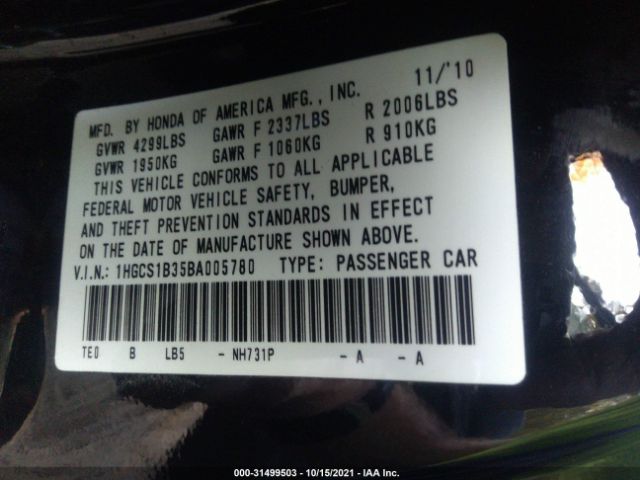 MFD. BY HONDA OF AMERICA MFG., INC. 11/'10
GVWR 4299LBS GAWR F 2337LBS R 2006LBS
GVWR 1950KG GAWR F 1060KG R 910KG
THIS VEHICLE CONFORMS TO ALL APPLICABLE
FEDERAL MOTOR VEHICLE SAFETY, BUMPER,
AND THEFT PREVENTION STANDARDS IN EFFECT
ON THE DATE OF MANUFACTURE SHOWN ABOVE.
V.I.N.: 1HGCS1B35BA005780 TYPE: PASSENGER CAR
TE0 B LB5 - NH731P - A - A
000-31499503 - 10/15/2021 - IAA Inc.